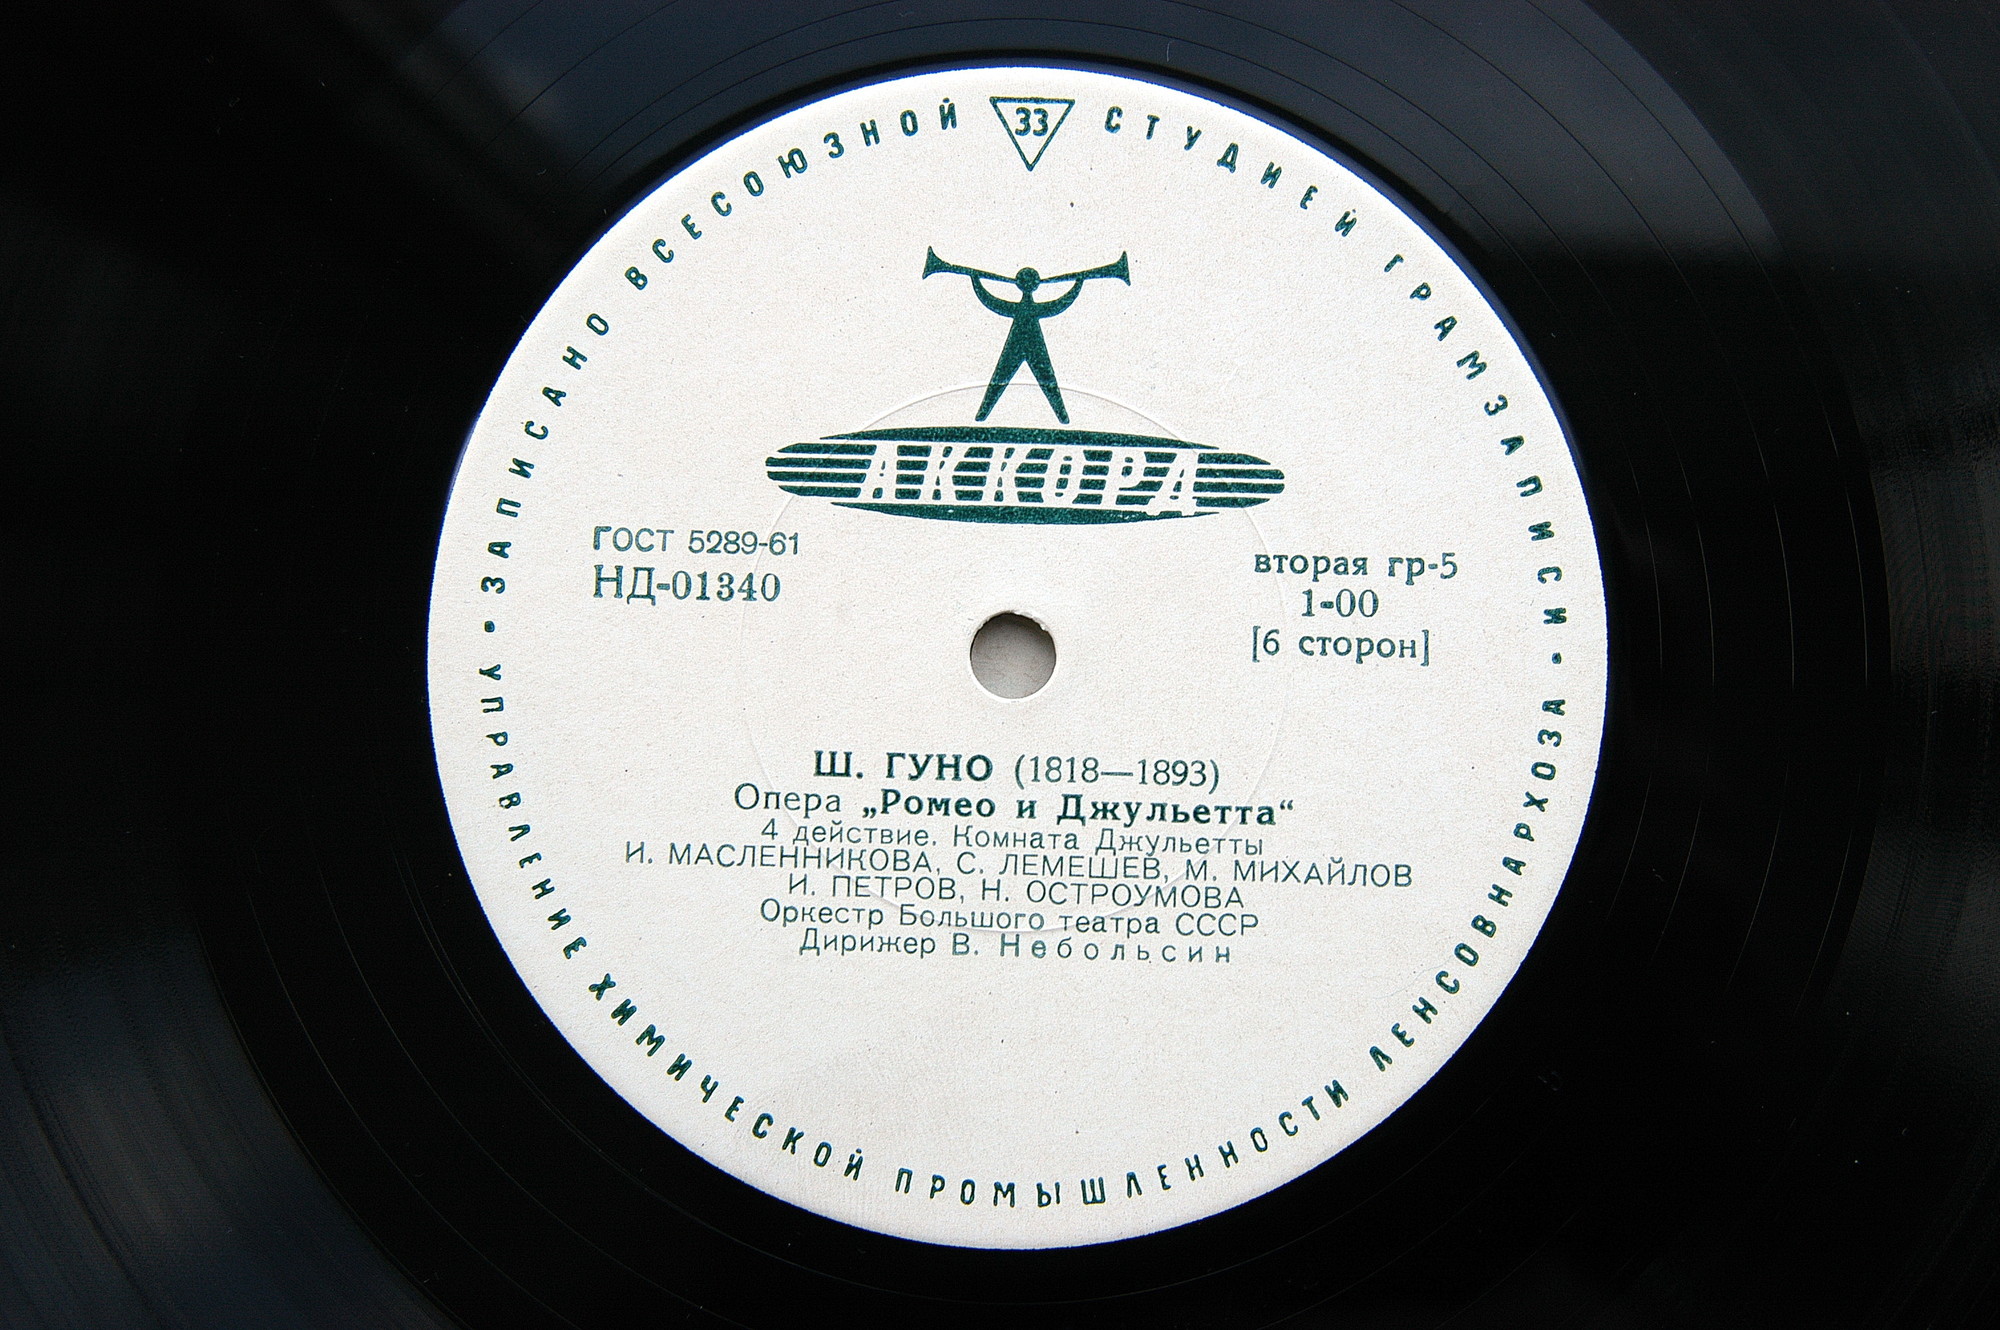 ЗАПИСАНО ВСЕСОЮЗНОЙ СТУДИЕЙ ГРАМЗАПИСИ •
33
АККОРД
ГОСТ 5289-61
НД-01340
вторая гр-5
1-00
[6 сторон]
Ш. ГУНО (1818—1893)
Опера „Ромео и Джульетта“
4 действие. Комната Джульетты
И. МАСЛЕННИКОВА, С. ЛЕМЕШЕВ, М. МИХАЙЛОВ
И. ПЕТРОВ, Н. ОСТРОУМОВА
Оркестр Большого театра СССР
Дирижер В. Небольсин
УПРАВЛЕНИЕ ХИМИЧЕСКОЙ ПРОМЫШЛЕННОСТИ ЛЕНСОВНАРХОЗА •